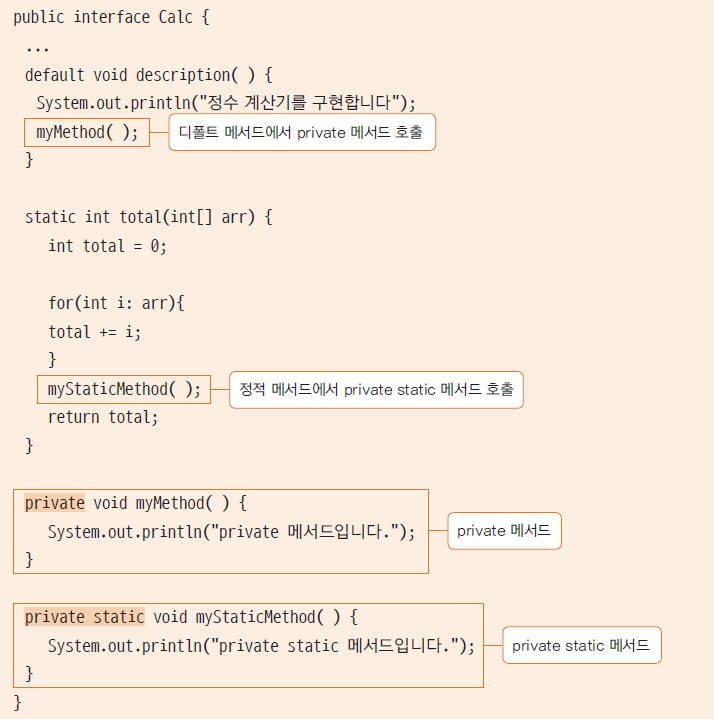 public interface Calc {
...
default void description( ) {
System.out.println("정수 계산기를 구현합니다");
myMethod( );
디폴트 메서드에서 private 메서드 호출
}
static int total(int[] arr) {
int total = 0;
for(int i: arr){
total += i;
}
myStaticMethod( );
정적 메서드에서 private static 메서드 호출
return total;
}
private void myMethod( ) {
System.out.println("private 메서드입니다.");
private 메서드
}
private static void myStaticMethod( ) {
System.out.println("private static 메서드입니다.");
private static 메서드
}
}